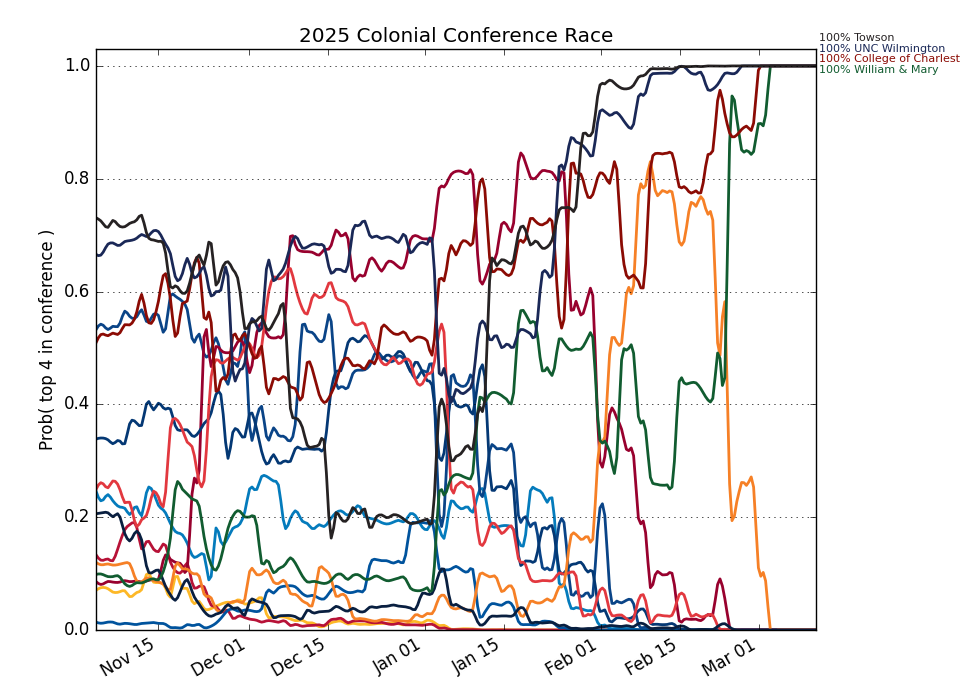 2025 Colonial Conference Race
100% Towson
100% UNC Wilmington
100% College of Charlest
100% William & Mary
Prob( top 4 in conference )
1.0
0.8
0.6
0.4
0.2
0.0
Nov 15
Dec 01
Dec 15
Jan 01
Jan 15
Feb 01
Feb 15
Mar 01